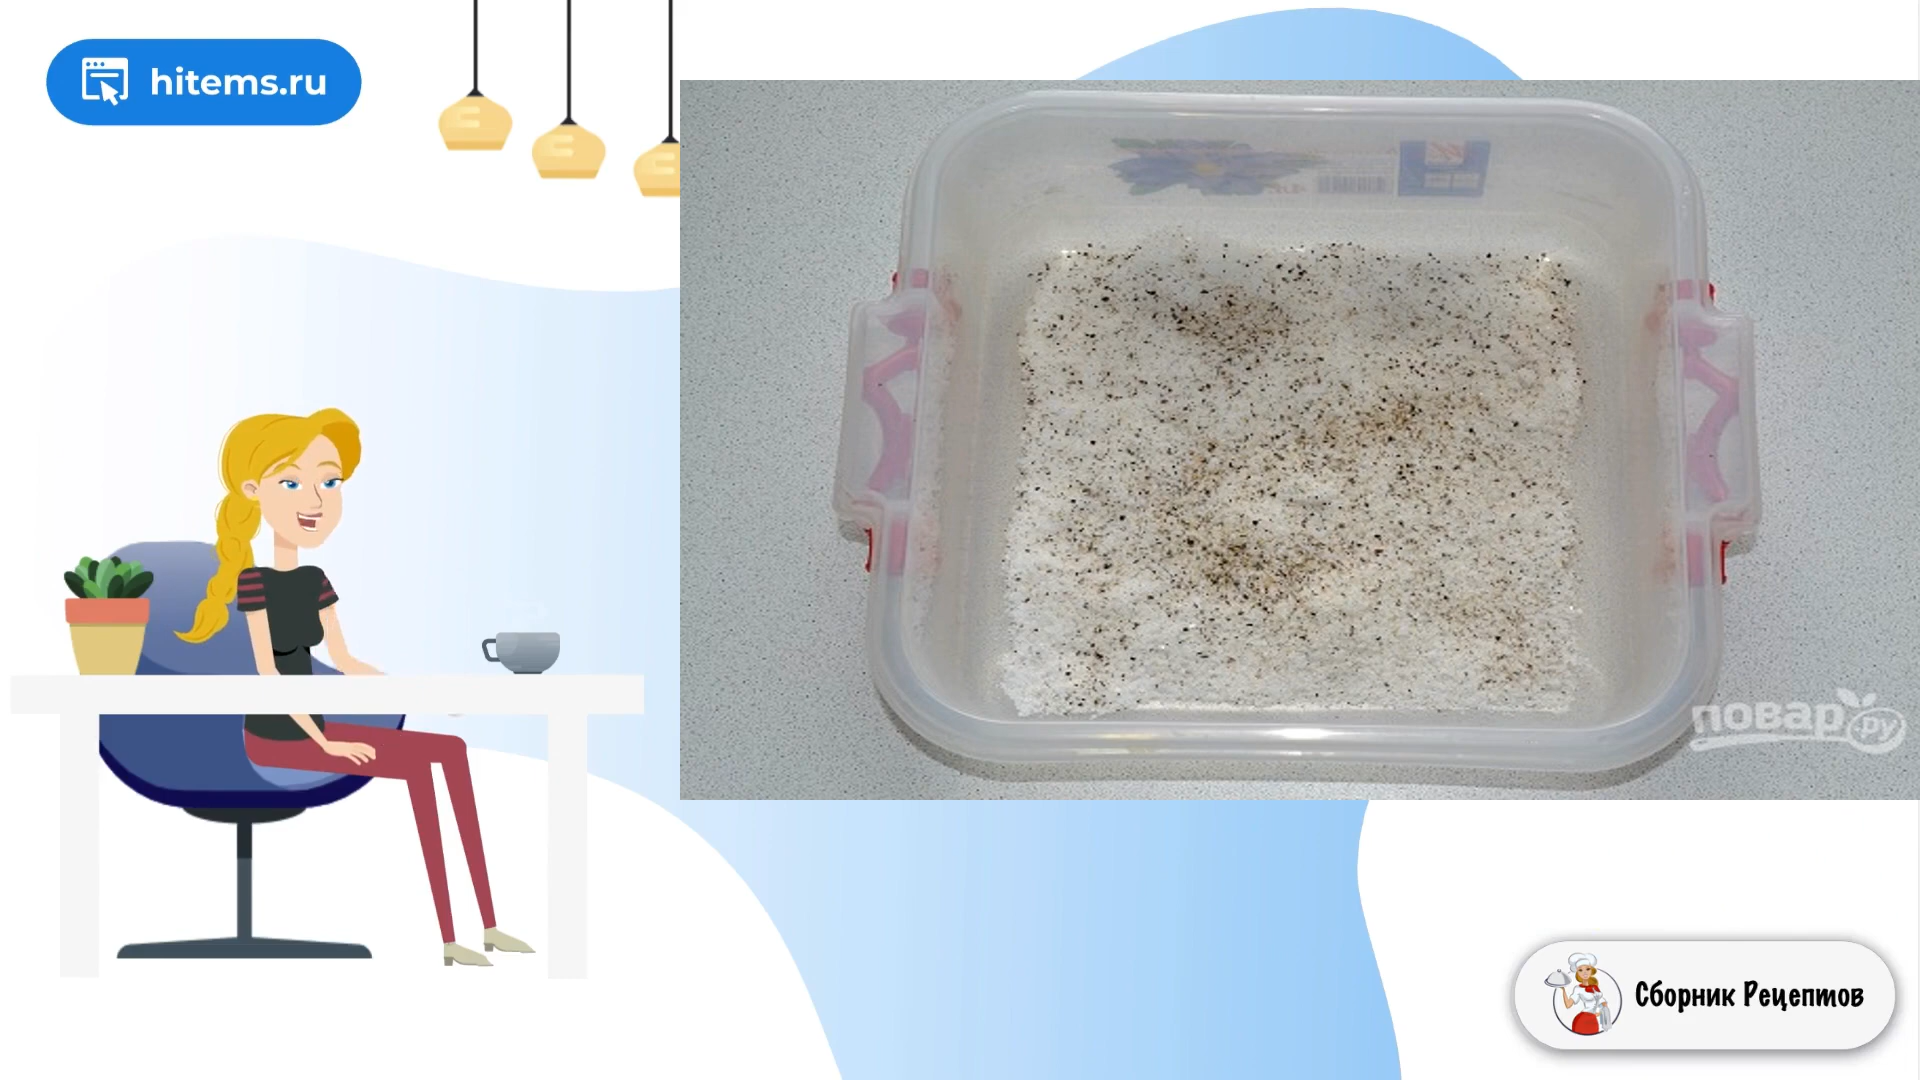 hitems.ru
повар.ру
Сборник Рецептов